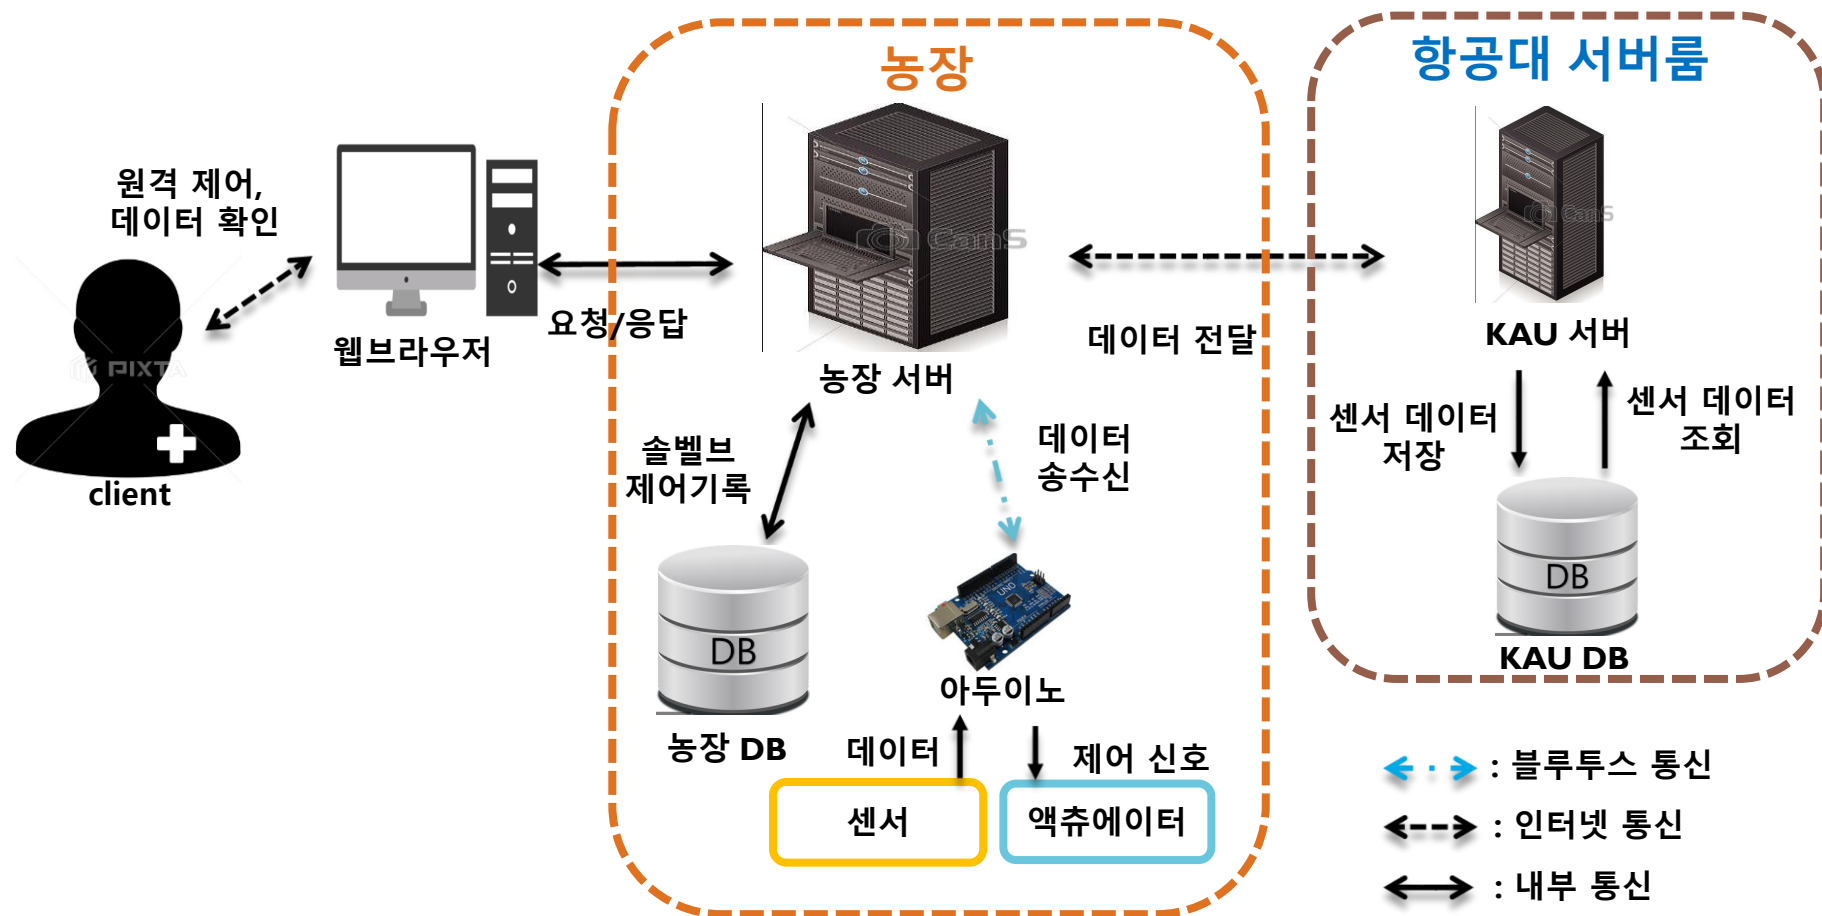 농장
항공대 서버룸
원격 제어,
데이터 확인
PIXTA
client
웹브라우저
요청/응답
CamS
농장 서버
데이터 전달
CamS
KAU 서버
센서 데이터
저장
센서 데이터
조회
솔벨브
제어기록
데이터
송수신
DB
농장 DB
UNO
아두이노
데이터
제어 신호
센서
액츄에이터
DB
KAU DB
: 블루투스 통신
: 인터넷 통신
: 내부 통신